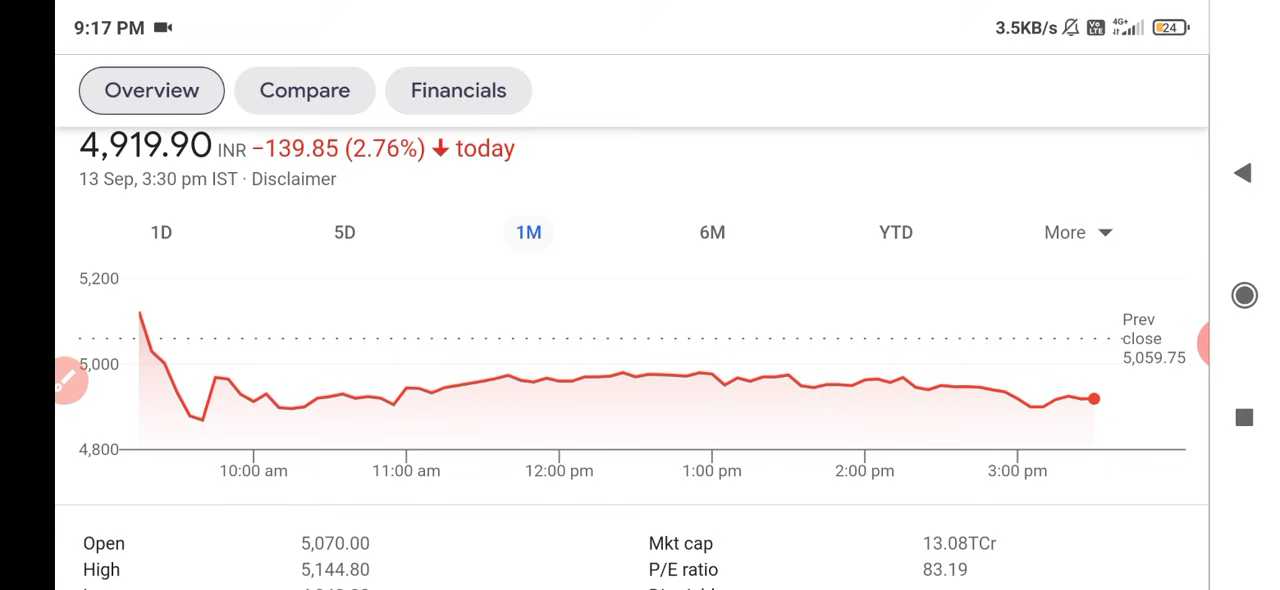 9:17 PM 3.5KB/s Vo LTE 4G+ 24
Overview Compare Financials
4,919.90 INR −139.85 (2.76%) ↓ today
13 Sep, 3:30 pm IST · Disclaimer
1D 5D 1M 6M YTD More
5,200
5,000
4,800
Prev
close
5,059.75
10:00 am 11:00 am 12:00 pm 1:00 pm 2:00 pm 3:00 pm
Open 5,070.00 Mkt cap 13.08TCr
High 5,144.80 P/E ratio 83.19